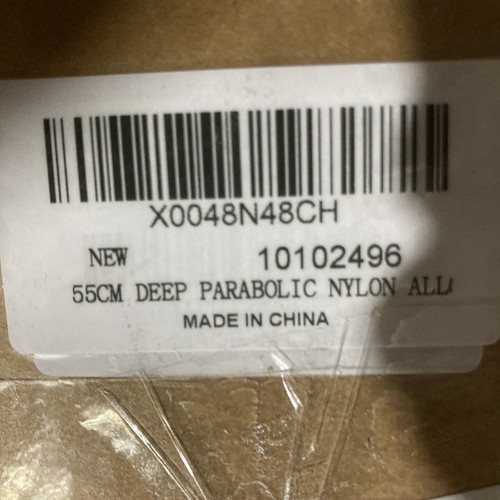 X0048N48CH
NEW 10102496
55CM DEEP PARABOLIC NYLON
MADE IN CHINA